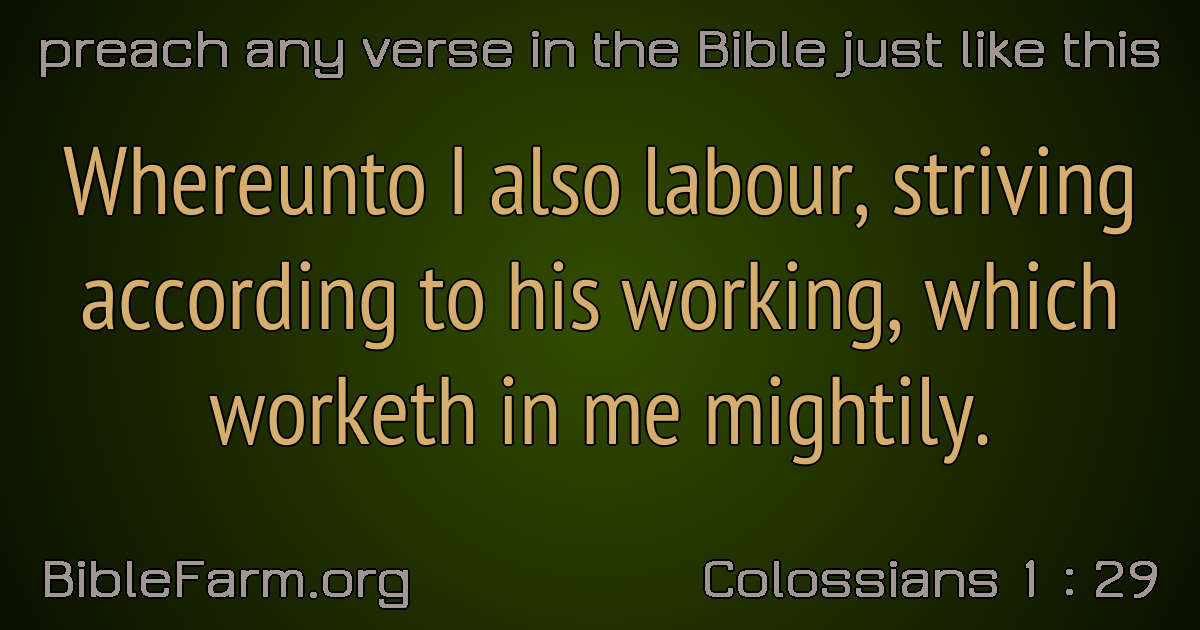 preach any verse in the Bible just like this
Whereunto I also labour, striving
according to his working, which
worketh in me mightily.
BibleFarm.org
Colossians 1 : 29